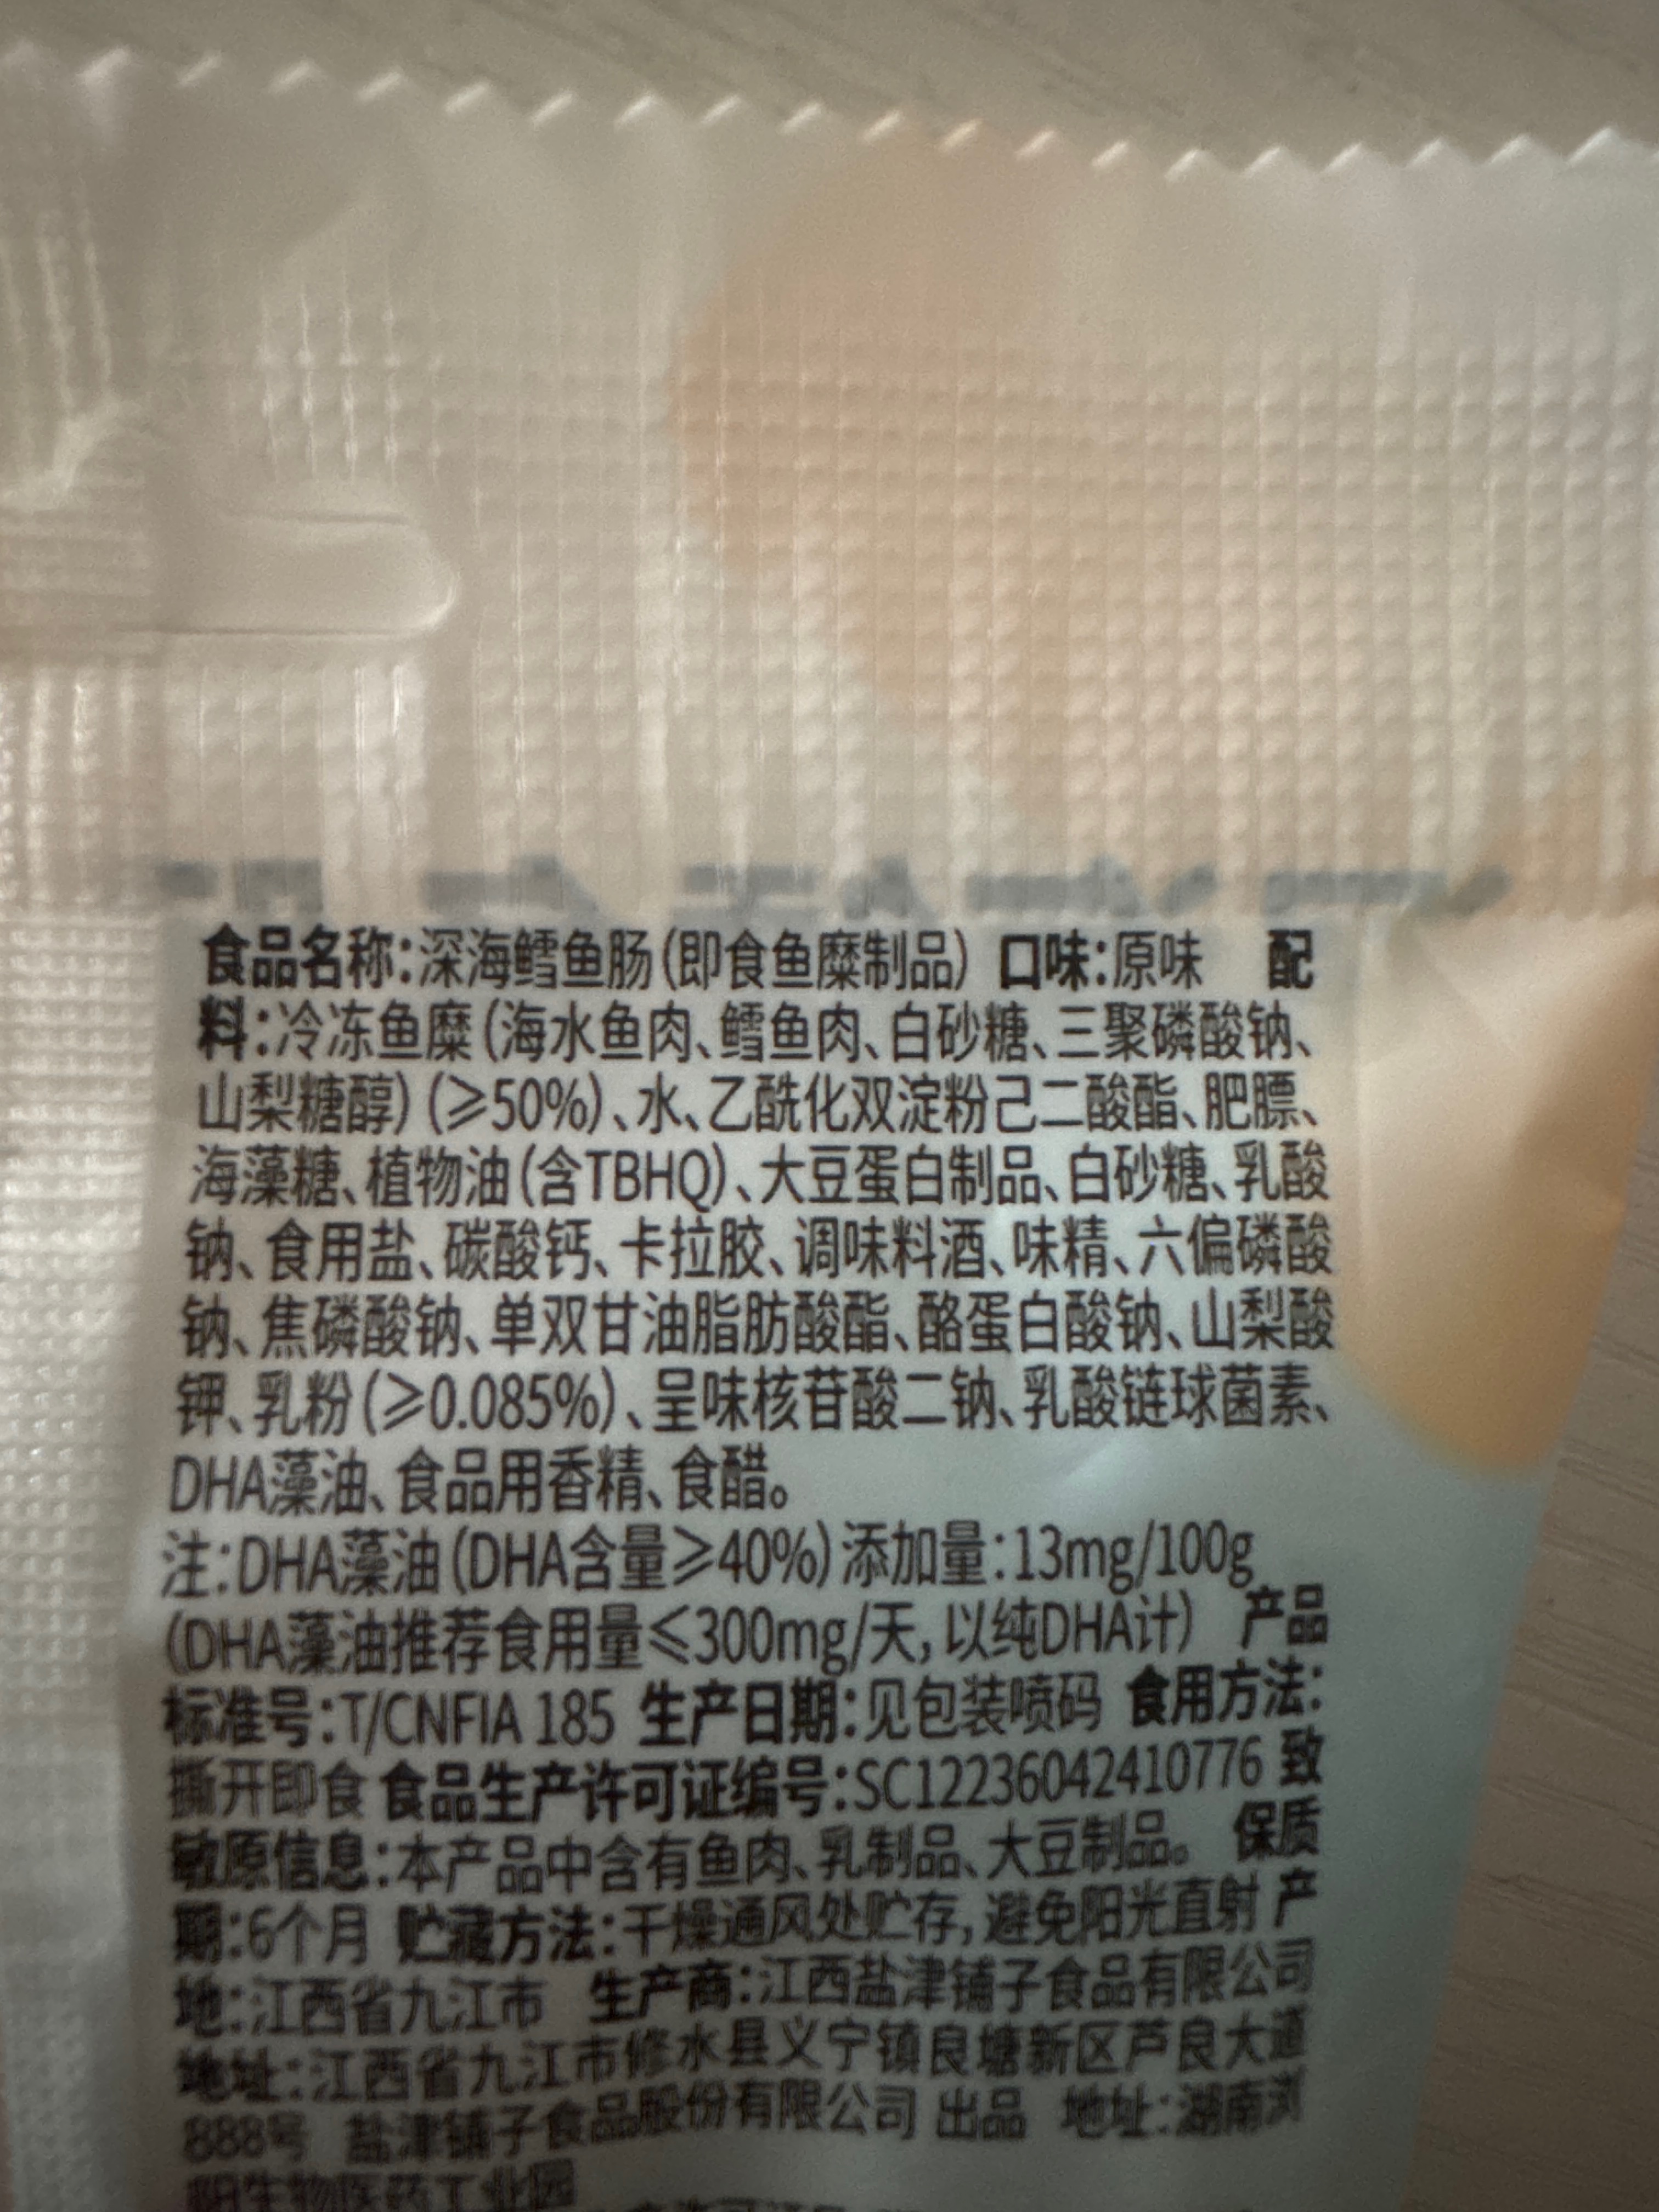 食品名称:深海鳕鱼肠(即食鱼糜制品) 口味:原味 配
料:冷冻鱼糜(海水鱼肉、鳕鱼肉、白砂糖、三聚磷酸钠、
山梨糖醇)(≥50%)、水、乙酰化双淀粉己二酸酯、肥膘、
海藻糖、植物油(含TBHQ)、大豆蛋白制品、白砂糖、乳酸
钠、食用盐、碳酸钙、卡拉胶、调味料酒、味精、六偏磷酸
钠、焦磷酸钠、单双甘油脂肪酸酯、酪蛋白酸钠、山梨酸
钾、乳粉(≥0.085%)、呈味核苷酸二钠、乳酸链球菌素、
DHA藻油、食品用香精、食醋。
注:DHA藻油(DHA含量≥40%)添加量:13mg/100g
(DHA藻油推荐食用量≤300mg/天,以纯DHA计) 产品
标准号:T/CNFIA 185 生产日期:见包装喷码 食用方法:
撕开即食 食品生产许可证编号:SC12236042410776 致
敏原信息:本产品中含有鱼肉、乳制品、大豆制品。 保质
期:6个月 贮藏方法:干燥通风处贮存,避免阳光直射 产
地:江西省九江市 生产商:江西盐津铺子食品有限公司
地址:江西省九江市修水县义宁镇良塘新区芦良大道
888号 盐津铺子食品股份有限公司 出品 地址:湖南浏
阳生物医药工业园